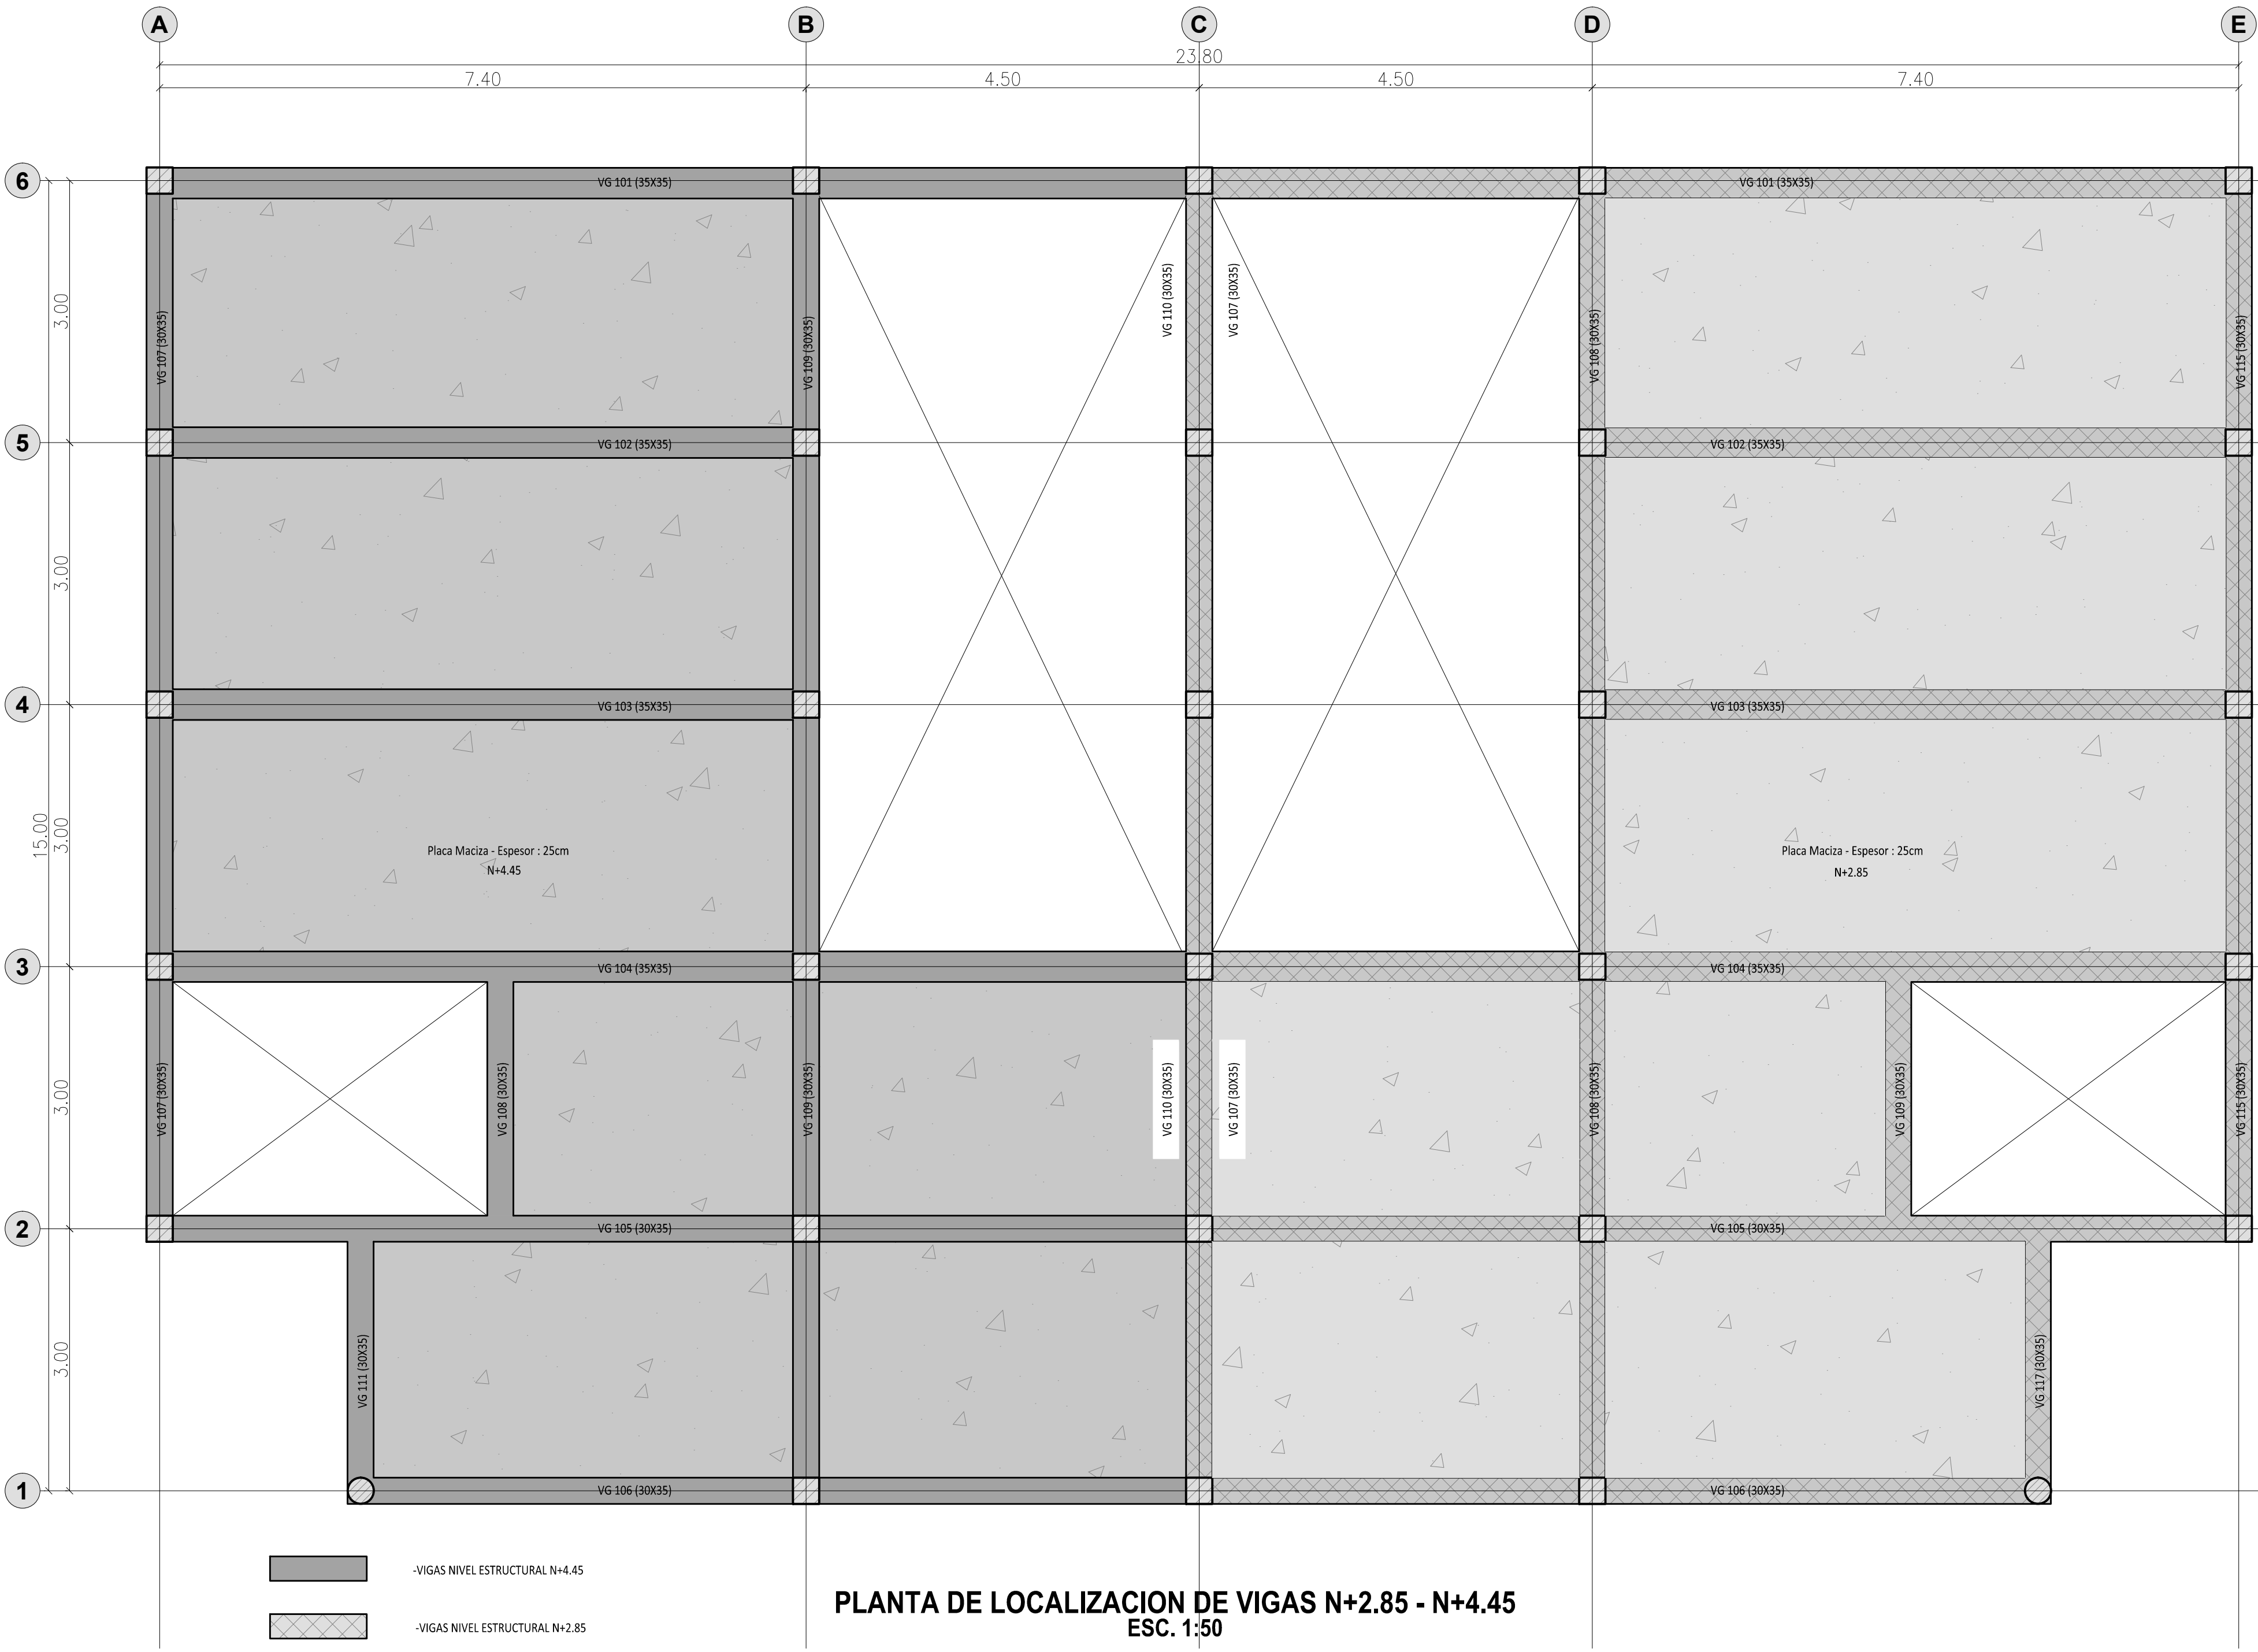 A
B
C
D
E
23.80
7.40
4.50
4.50
7.40
6
VG 101 (35X35)
VG 101 (35X35)
3.00
VG 107 (30X35)
VG 109 (30X35)
VG 110 (30X35)
VG 107 (30X35)
VG 108 (30X35)
VG 115 (30X35)
5
VG 102 (35X35)
VG 102 (35X35)
3.00
4
VG 103 (35X35)
VG 103 (35X35)
15.00
3.00
Placa Maciza - Espesor : 25cm
N+4.45
Placa Maciza - Espesor : 25cm
N+2.85
3
VG 104 (35X35)
VG 104 (35X35)
3.00
VG 107 (30X35)
VG 108 (30X35)
VG 109 (30X35)
VG 110 (30X35)
VG 107 (30X35)
VG 108 (30X35)
VG 109 (30X35)
VG 115 (30X35)
2
VG 105 (30X35)
VG 105 (30X35)
3.00
VG 111 (30X35)
VG 117 (30X35)
1
VG 106 (30X35)
VG 106 (30X35)
-VIGAS NIVEL ESTRUCTURAL N+4.45
-VIGAS NIVEL ESTRUCTURAL N+2.85
PLANTA DE LOCALIZACION DE VIGAS N+2.85 - N+4.45
ESC. 1:50